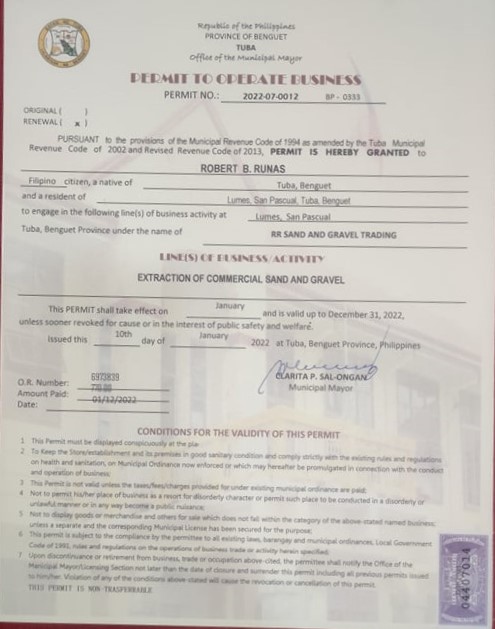 Republic of the Philippines
PROVINCE OF BENGUET
TUBA
Office of the Municipal Mayor
PERMIT TO OPERATE BUSINESS
PERMIT NO.: 2022-07-0012 BP - 0333
ORIGINAL ( )
RENEWAL ( x )
PURSUANT to the provisions of the Municipal Revenue Code of 1994 as amended by the Tuba Municipal
Revenue Code of 2002 and Revised Revenue Code of 2013, PERMIT IS HEREBY GRANTED to
ROBERT B. RUNAS
Filipino citizen, a native of Tuba, Benguet
and a resident of Lumes, San Pascual, Tuba, Benguet
to engage in the following line(s) of business activity at Lumes, San Pascual
Tuba, Benguet Province under the name of RR SAND AND GRAVEL TRADING
LINE(S) OF BUSINESS/ACTIVITY
EXTRACTION OF COMMERCIAL SAND AND GRAVEL
This PERMIT shall take effect on January and is valid up to December 31, 2022,
unless sooner revoked for cause or in the interest of public safety and welfare.
Issued this 10th day of January 2022 at Tuba, Benguet Province, Philippines
CLARITA P. SAL-ONGAN
Municipal Mayor
O.R. Number: 6973839
Amount Paid:
Date: 01/12/2022
CONDITIONS FOR THE VALIDITY OF THIS PERMIT
1 This Permit must be displayed conspicuously at the
2 To Keep the Store/establishment and its premises in good sanitary condition and comply strictly with the existing rules and regulations
on health and sanitation, on Municipal Ordinance now enforced or which may hereafter be promulgated in connection with the conduct
and operation of business;
3 This Permit is not valid unless the taxes/fees/charges provided for under existing municipal ordinance are paid;
4 Not to permit his/her place of business as a resort for disorderly character or permit such place to be conducted in a disorderly or
unlawful manner or in any way become a public nuisance;
5 Not to display goods or merchandise and others for sale which does not fall within the category of the above-stated named business;
unless a separate and the corresponding Municipal License has been secured for the purpose;
6 This permit is subject to the compliance by the permittee to all existing laws, barangay and municipal ordinances, Local Government
Code of 1991, rules and regulations on the operations of business trade or activity herein specified;
7 Upon discontinuance or retirement from business, trade or occupation above-cited, the permittee shall notify the Office of the
Municipal Mayor/Licensing Section not later than the date of closure and surrender this permit including all previous permits issued
to him/her. Violation of any of the conditions above stated will cause the revocation or cancellation of this permit.
THIS PERMIT IS NON-TRASFERRABLE
04407014